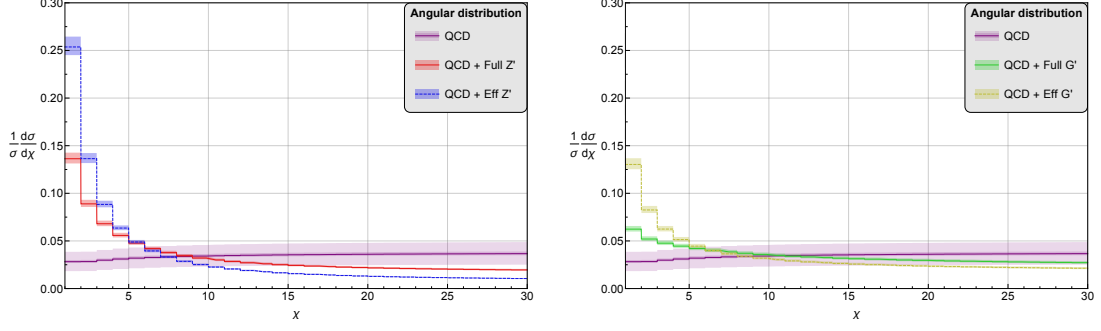 Angular distribution
QCD
QCD + Full Z'
QCD + Eff Z'
0.30
0.25
0.20
0.15
0.10
0.05
0.00
1/σ dσ/dχ
5
10
15
20
25
30
χ
Angular distribution
QCD
QCD + Full G'
QCD + Eff G'
0.30
0.25
0.20
0.15
0.10
0.05
0.00
1/σ dσ/dχ
5
10
15
20
25
30
χ